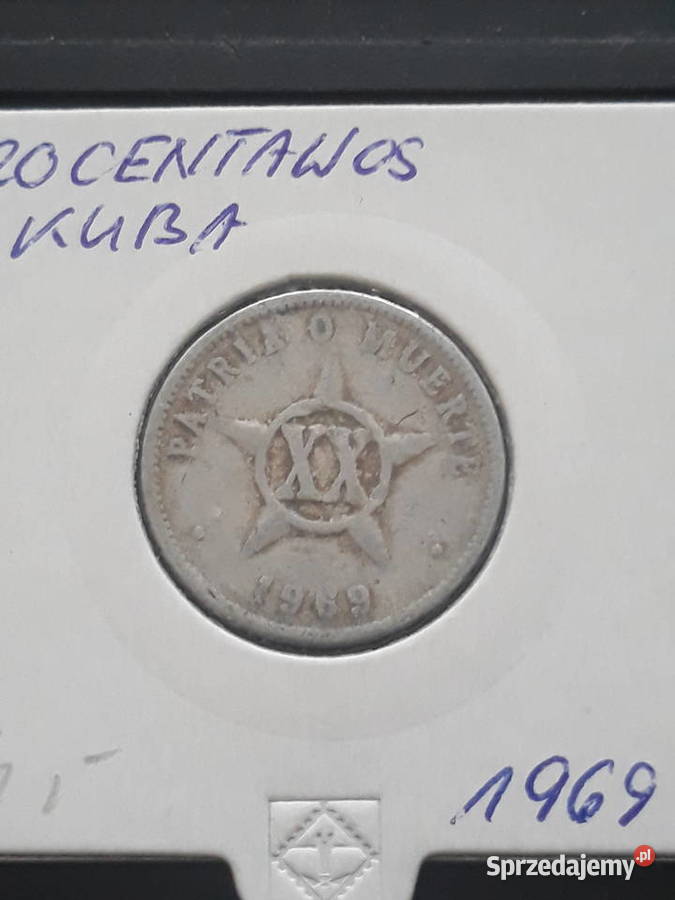 20 CENTAWOS
KUBA
PATRIA O MUERTE
XX
1969
1969
Sprzedajemy.pl